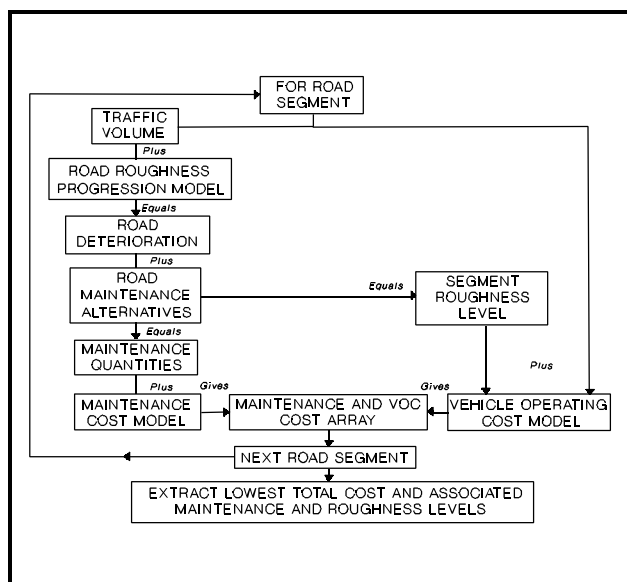 FOR ROAD
SEGMENT
TRAFFIC
VOLUME
Plus
ROAD ROUGHNESS
PROGRESSION MODEL
Equals
ROAD
DETERIORATION
Plus
ROAD
MAINTENANCE
ALTERNATIVES
Equals
SEGMENT
ROUGHNESS
LEVEL
Equals
MAINTENANCE
QUANTITIES
Plus
Plus
MAINTENANCE
COST MODEL
Gives
MAINTENANCE AND VOC
COST ARRAY
Gives
VEHICLE OPERATING
COST MODEL
NEXT ROAD SEGMENT
EXTRACT LOWEST TOTAL COST AND ASSOCIATED
MAINTENANCE AND ROUGHNESS LEVELS